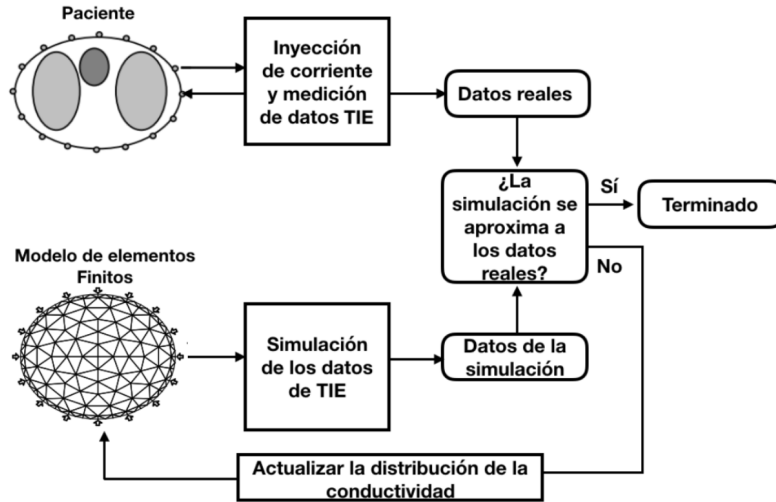 Paciente
Inyección
de corriente
y medición
de datos TIE
Datos reales
¿La
simulación se
aproxima a
los datos
reales?
Sí
Terminado
No
Modelo de elementos
Finitos
Simulación
de los datos
de TIE
Datos de la
simulación
Actualizar la distribución de la
conductividad